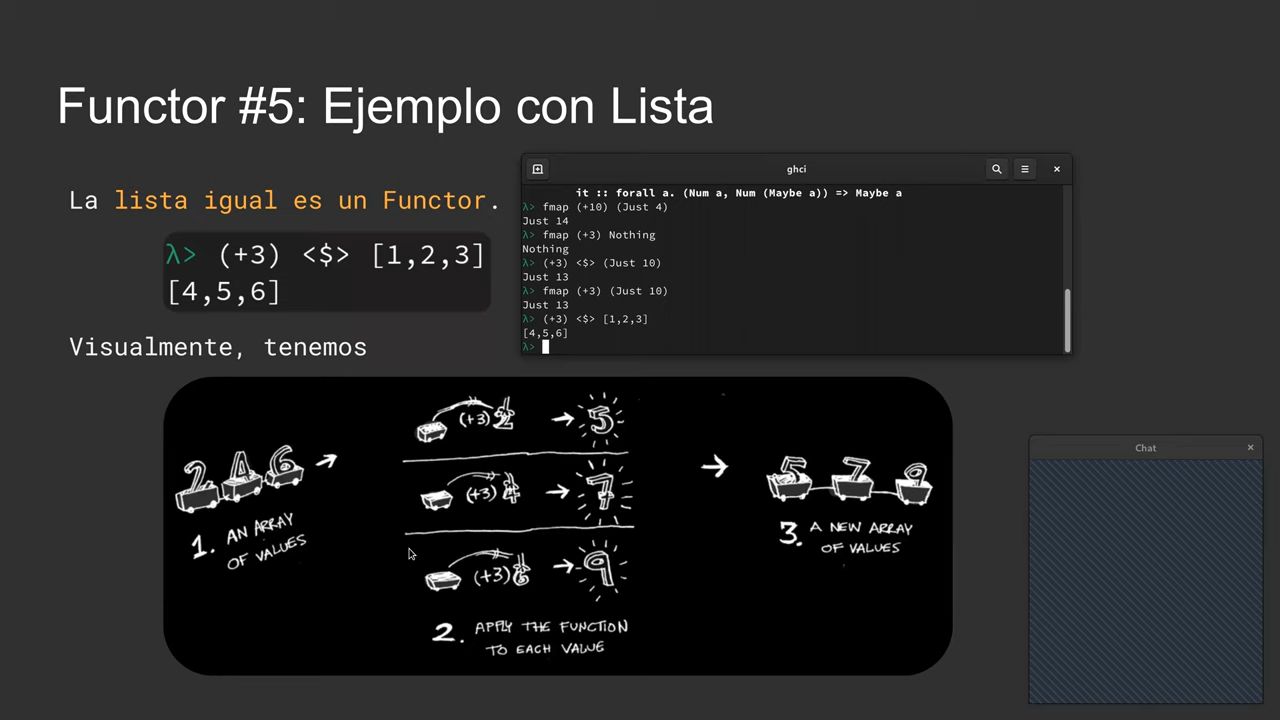 Functor #5: Ejemplo con Lista
La lista igual es un Functor.
λ> (+3) <$> [1,2,3]
[4,5,6]
Visualmente, tenemos
ghci
it :: forall a. (Num a, Num (Maybe a)) => Maybe a
λ> fmap (+10) (Just 4)
Just 14
λ> fmap (+3) Nothing
Nothing
λ> (+3) <$> (Just 10)
Just 13
λ> fmap (+3) (Just 10)
Just 13
λ> (+3) <$> [1,2,3]
[4,5,6]
λ>
2 4 6
1. AN ARRAY
OF VALUES
(+3) 2 → 5
(+3) 4 → 7
(+3) 6 → 9
2. APPLY THE FUNCTION
TO EACH VALUE
5 7 9
3. A NEW ARRAY
OF VALUES
Chat